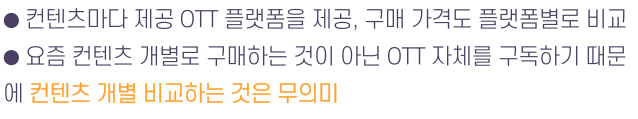 ● 컨텐츠마다 제공 OTT 플랫폼을 제공, 구매 가격도 플랫폼별로 비교
● 요즘 컨텐츠 개별로 구매하는 것이 아닌 OTT 자체를 구독하기 때문
에 컨텐츠 개별 비교하는 것은 무의미